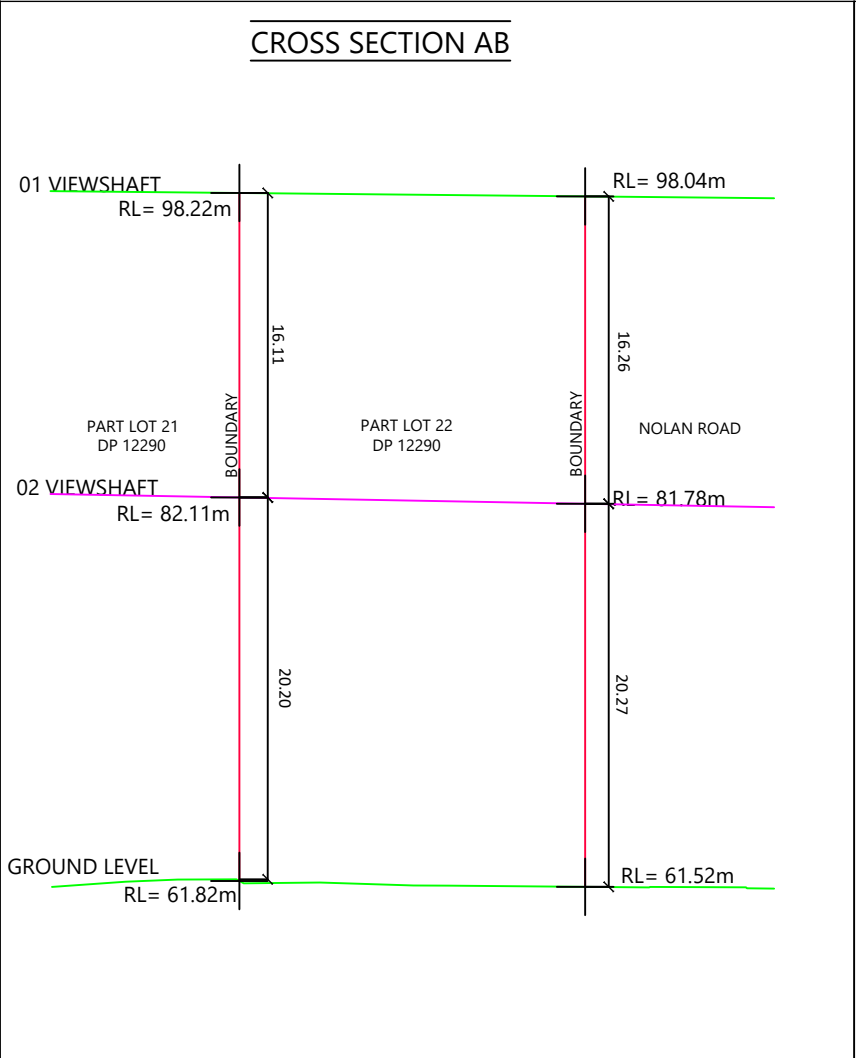 CROSS SECTION AB
01 VIEWSHAFT
RL= 98.22m
RL= 98.04m
16.11
16.26
BOUNDARY
BOUNDARY
PART LOT 21
DP 12290
PART LOT 22
DP 12290
NOLAN ROAD
02 VIEWSHAFT
RL= 82.11m
RL= 81.78m
20.20
20.27
GROUND LEVEL
RL= 61.82m
RL= 61.52m